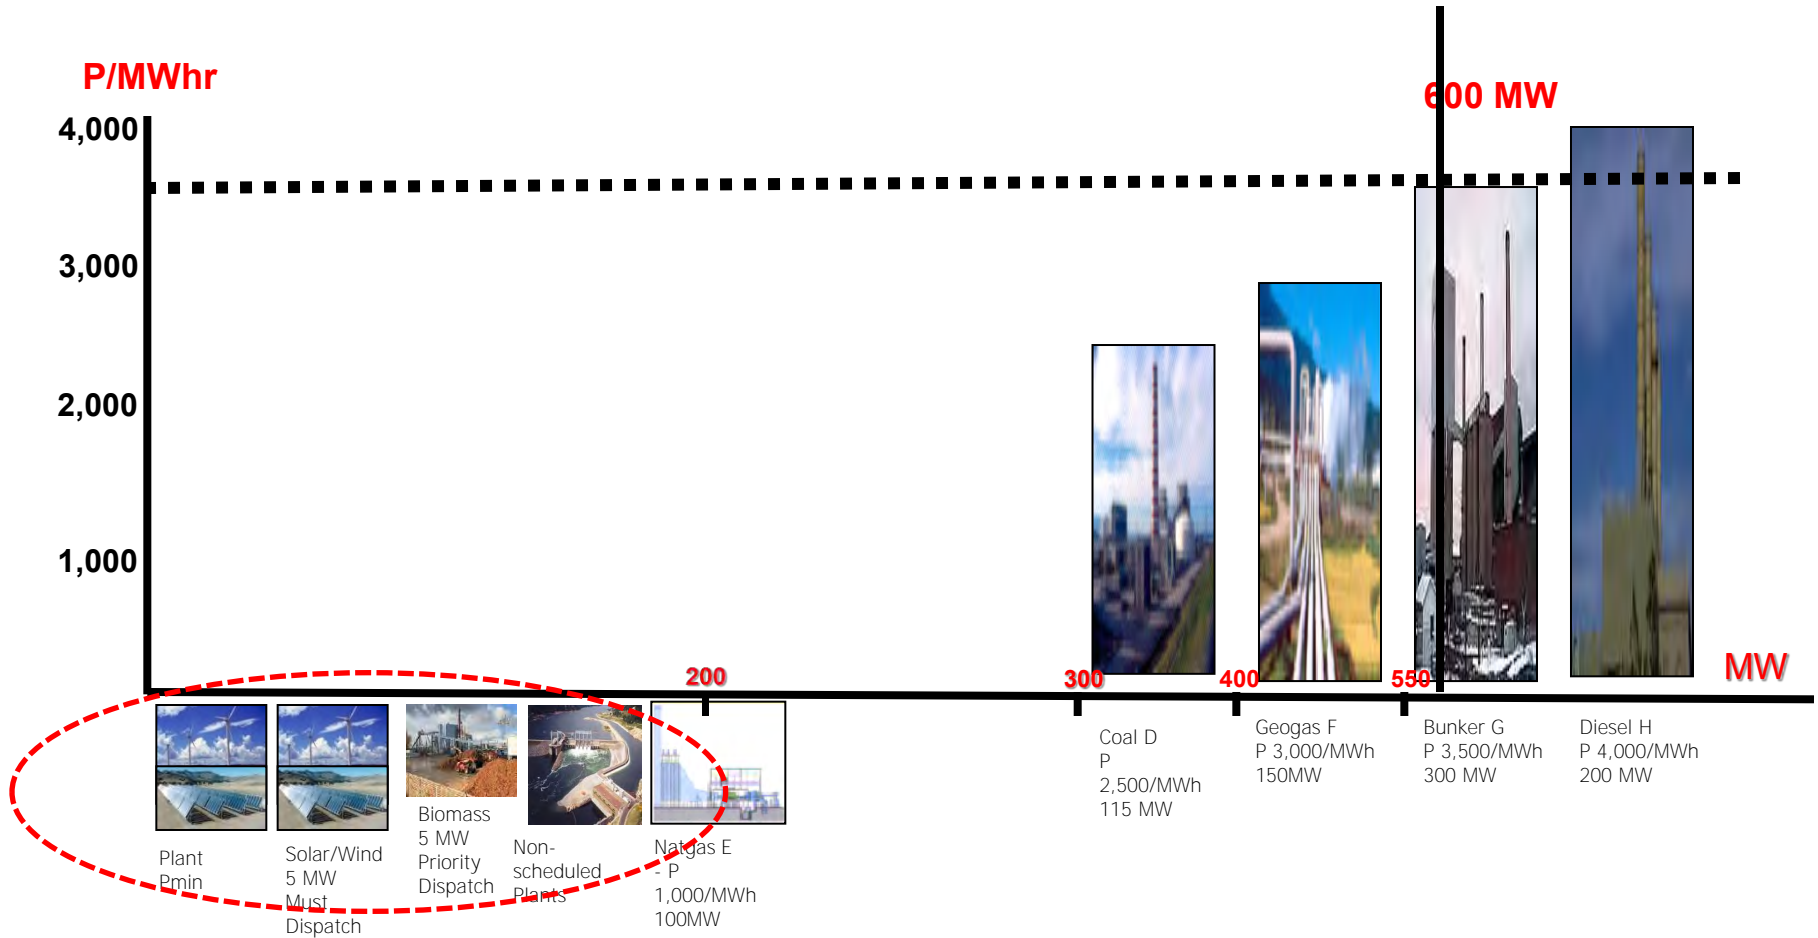 P/MWhr
600 MW
4,000
3,000
2,000
1,000
200
300
400
550
MW
Plant
Pmin
Solar/Wind
5 MW
Must
Dispatch
Biomass
5 MW
Priority
Dispatch
Non-
scheduled
Plants
Natgas E
- P
1,000/MWh
100MW
Coal D
P
2,500/MWh
115 MW
Geogas F
P 3,000/MWh
150MW
Bunker G
P 3,500/MWh
300 MW
Diesel H
P 4,000/MWh
200 MW